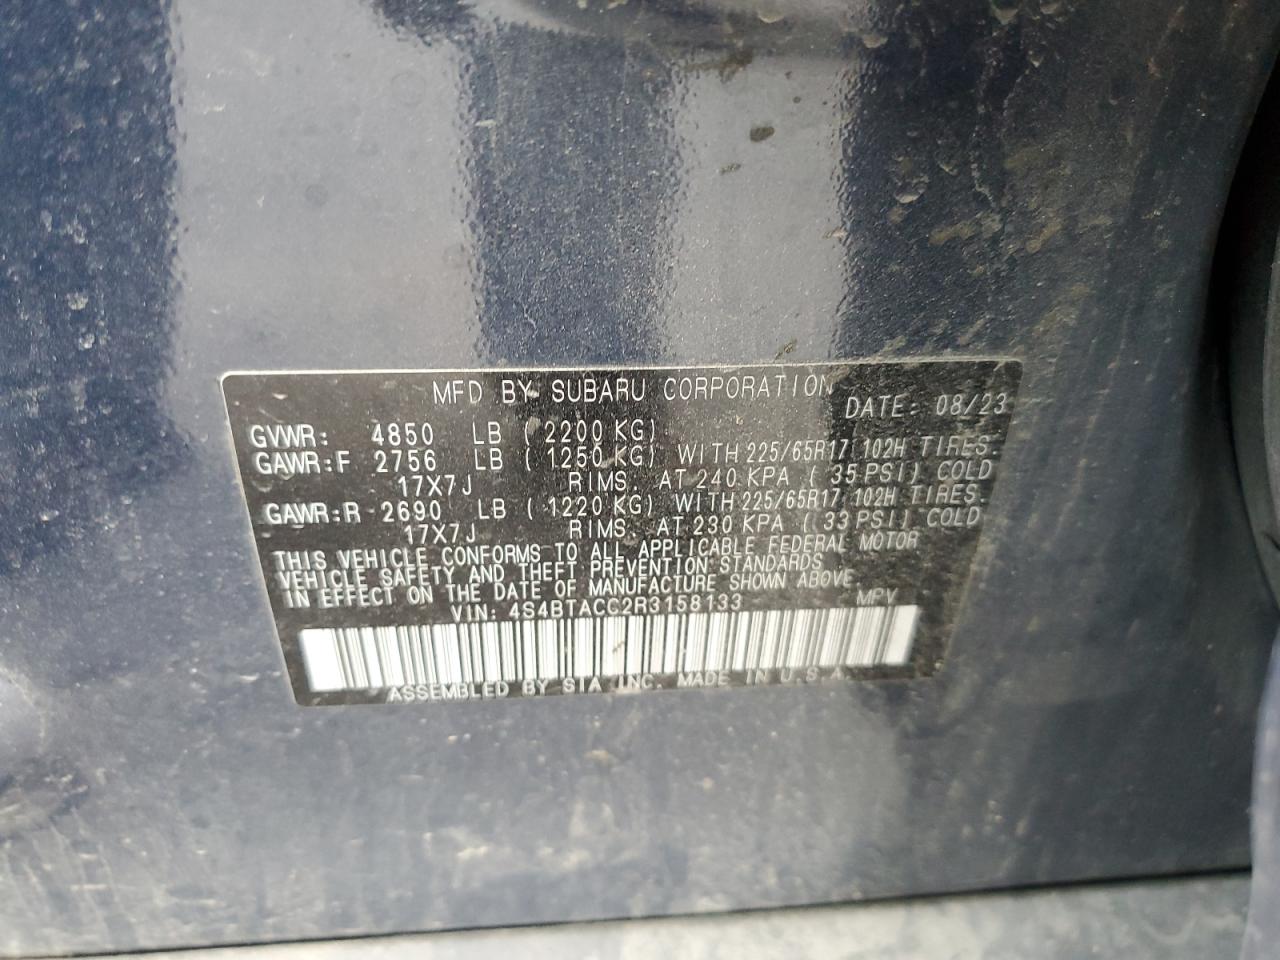 MFD BY SUBARU CORPORATION DATE: 08/23
GVWR: 4850 LB (2200 KG)
GAWR:F 2756 LB (1250 KG) WITH 225/65R17 102H TIRES.
17X7J RIMS. AT 240 KPA (35 PSI) COLD
GAWR:R 2690 LB (1220 KG) WITH 225/65R17 102H TIRES.
17X7J RIMS. AT 230 KPA (33 PSI) COLD
THIS VEHICLE CONFORMS TO ALL APPLICABLE FEDERAL MOTOR
VEHICLE SAFETY AND THEFT PREVENTION STANDARDS
IN EFFECT ON THE DATE OF MANUFACTURE SHOWN ABOVE
VIN: 4S4BTACC2R3158133 MPV
ASSEMBLED BY SIA INC. MADE IN U.S.A.